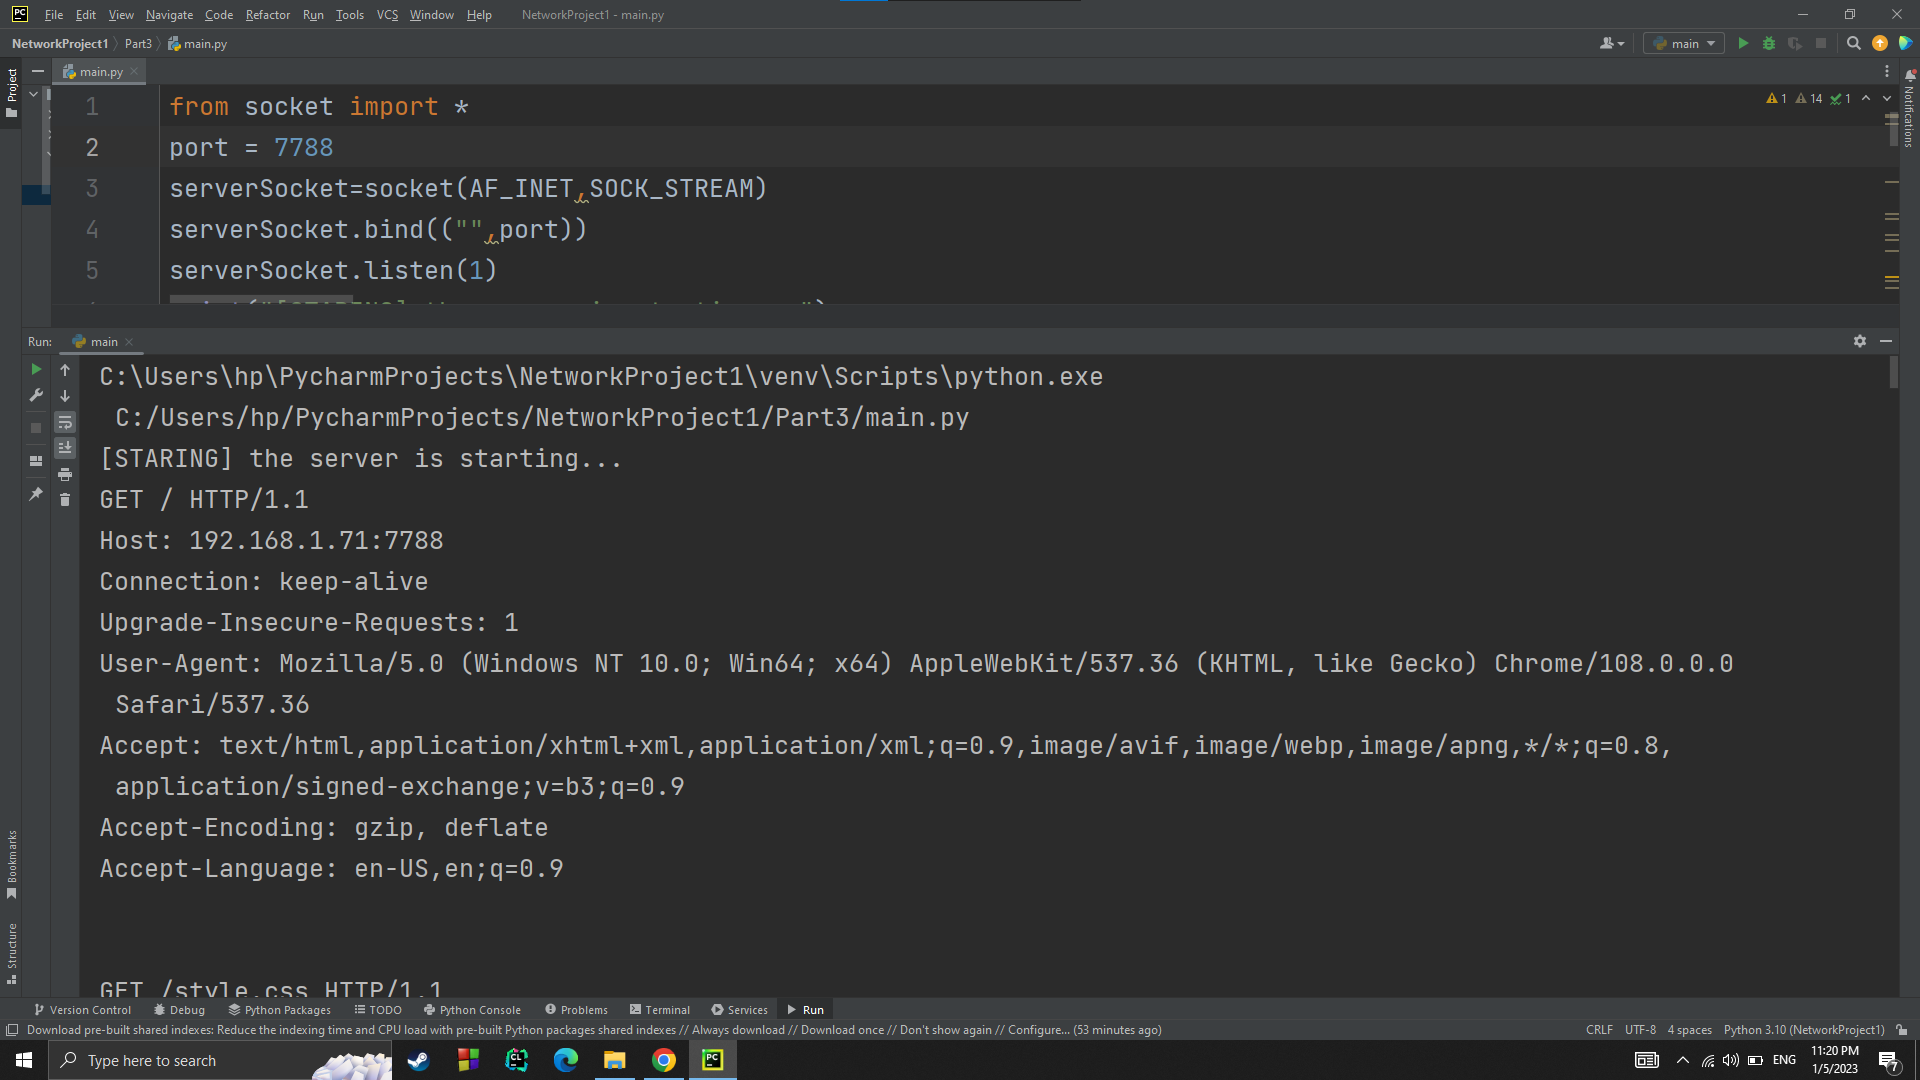 PC File Edit View Navigate Code Refactor Run Tools VCS Window Help NetworkProject1 - main.py
NetworkProject1 Part3 main.py main
Project
main.py
1 from socket import * 1 14 1
2 port = 7788
3 serverSocket=socket(AF_INET,SOCK_STREAM)
4 serverSocket.bind(("",port))
5 serverSocket.listen(1)
Notifications
Run: main
C:\Users\hp\PycharmProjects\NetworkProject1\venv\Scripts\python.exe
C:/Users/hp/PycharmProjects/NetworkProject1/Part3/main.py
[STARING] the server is starting...
GET / HTTP/1.1
Host: 192.168.1.71:7788
Connection: keep-alive
Upgrade-Insecure-Requests: 1
User-Agent: Mozilla/5.0 (Windows NT 10.0; Win64; x64) AppleWebKit/537.36 (KHTML, like Gecko) Chrome/108.0.0.0
Safari/537.36
Accept: text/html,application/xhtml+xml,application/xml;q=0.9,image/avif,image/webp,image/apng,*/*;q=0.8,
application/signed-exchange;v=b3;q=0.9
Accept-Encoding: gzip, deflate
Accept-Language: en-US,en;q=0.9
GET /style.css HTTP/1.1
Bookmarks
Structure
Version Control Debug Python Packages TODO Python Console Problems Terminal Services Run
Download pre-built shared indexes: Reduce the indexing time and CPU load with pre-built Python packages shared indexes // Always download // Download once // Don't show again // Configure... (53 minutes ago) CRLF UTF-8 4 spaces Python 3.10 (NetworkProject1)
Type here to search CL PC ENG 11:20 PM
1/5/2023 7